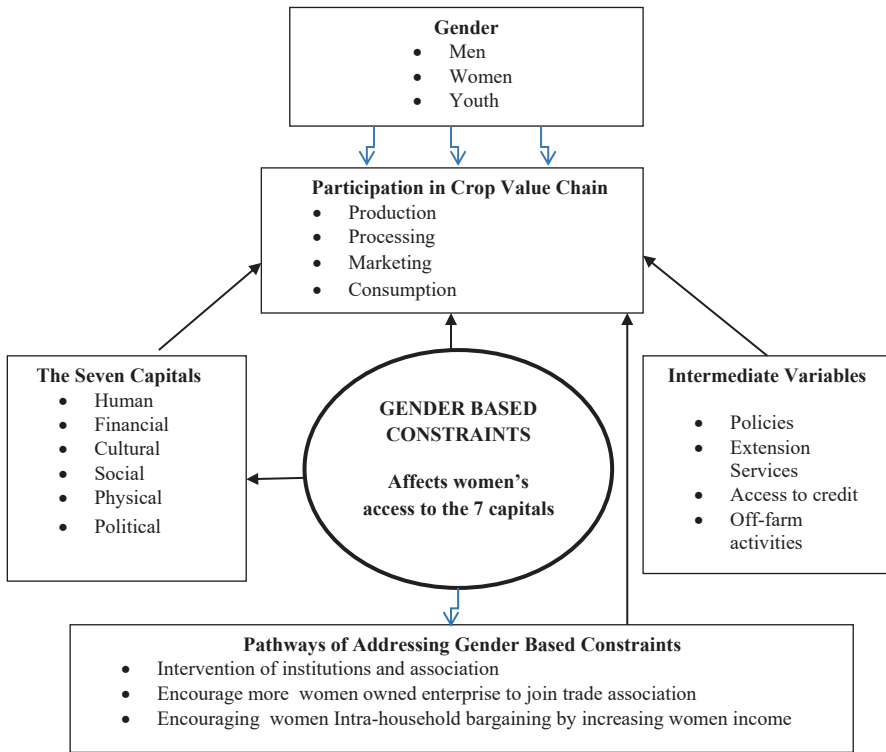 Gender
• Men
• Women
• Youth
Participation in Crop Value Chain
• Production
• Processing
• Marketing
• Consumption
The Seven Capitals
• Human
• Financial
• Cultural
• Social
• Physical
• Political
GENDER BASED
CONSTRAINTS
Affects women's
access to the 7 capitals
Intermediate Variables
• Policies
• Extension
Services
• Access to credit
• Off-farm
activities
Pathways of Addressing Gender Based Constraints
• Intervention of institutions and association
• Encourage more women owned enterprise to join trade association
• Encouraging women Intra-household bargaining by increasing women income